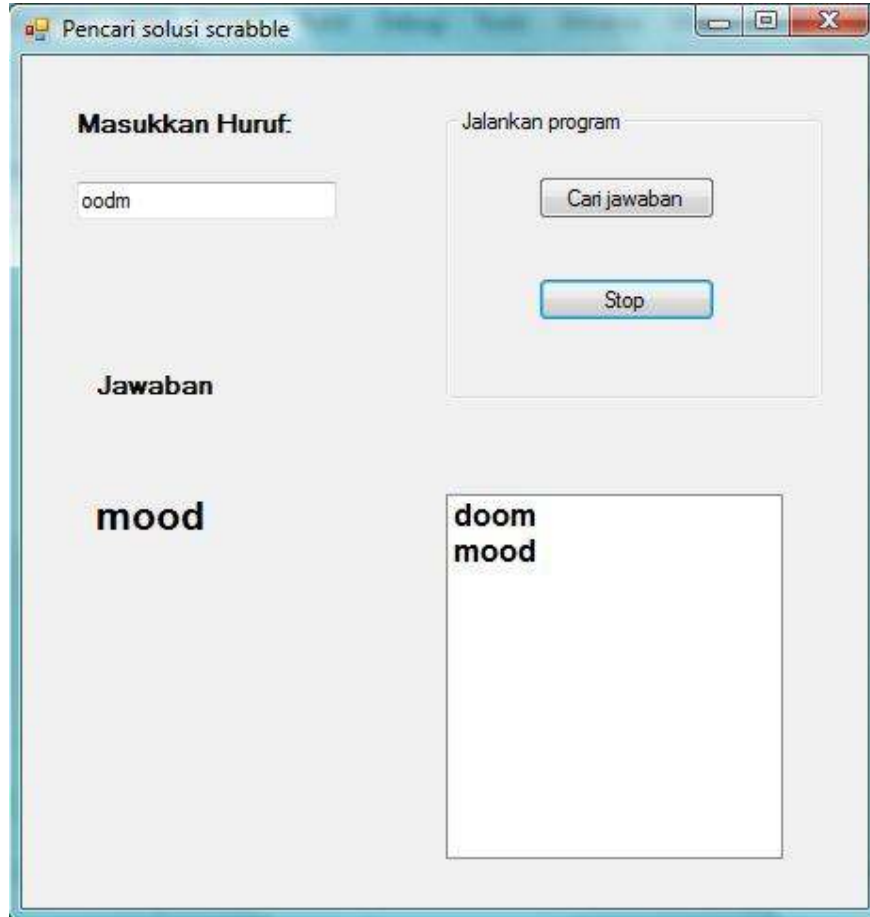 Pencari solusi scrabble
Masukkan Huruf:
Jalankan program
oodm
Cari jawaban
Stop
Jawaban
mood
doom
mood